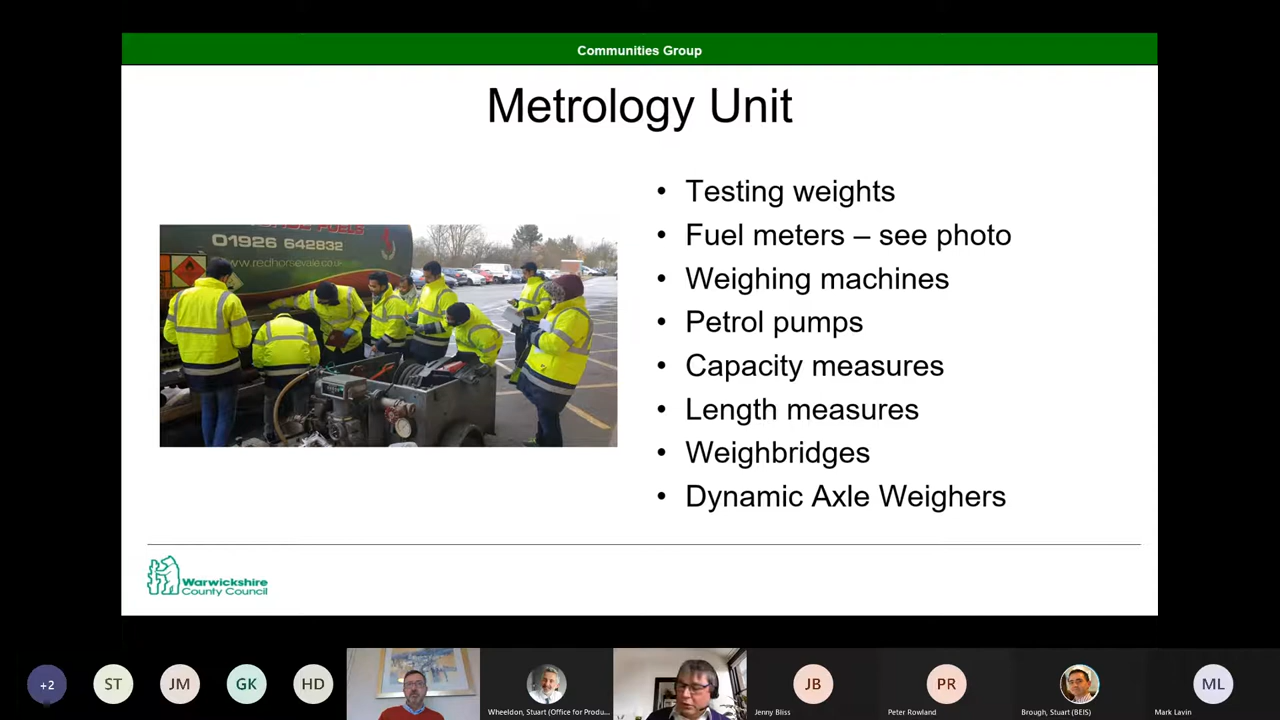 Communities Group
Metrology Unit
01926 642832
www.redhorsevale.co.uk
• Testing weights
• Fuel meters – see photo
• Weighing machines
• Petrol pumps
• Capacity measures
• Length measures
• Weighbridges
• Dynamic Axle Weighers
Warwickshire
County Council
+2
ST
JM
GK
HD
Wheeldon, Stuart (Office for Produ...
JB
Jenny Bliss
PR
Peter Rowland
Brough, Stuart (BEIS)
ML
Mark Lavin